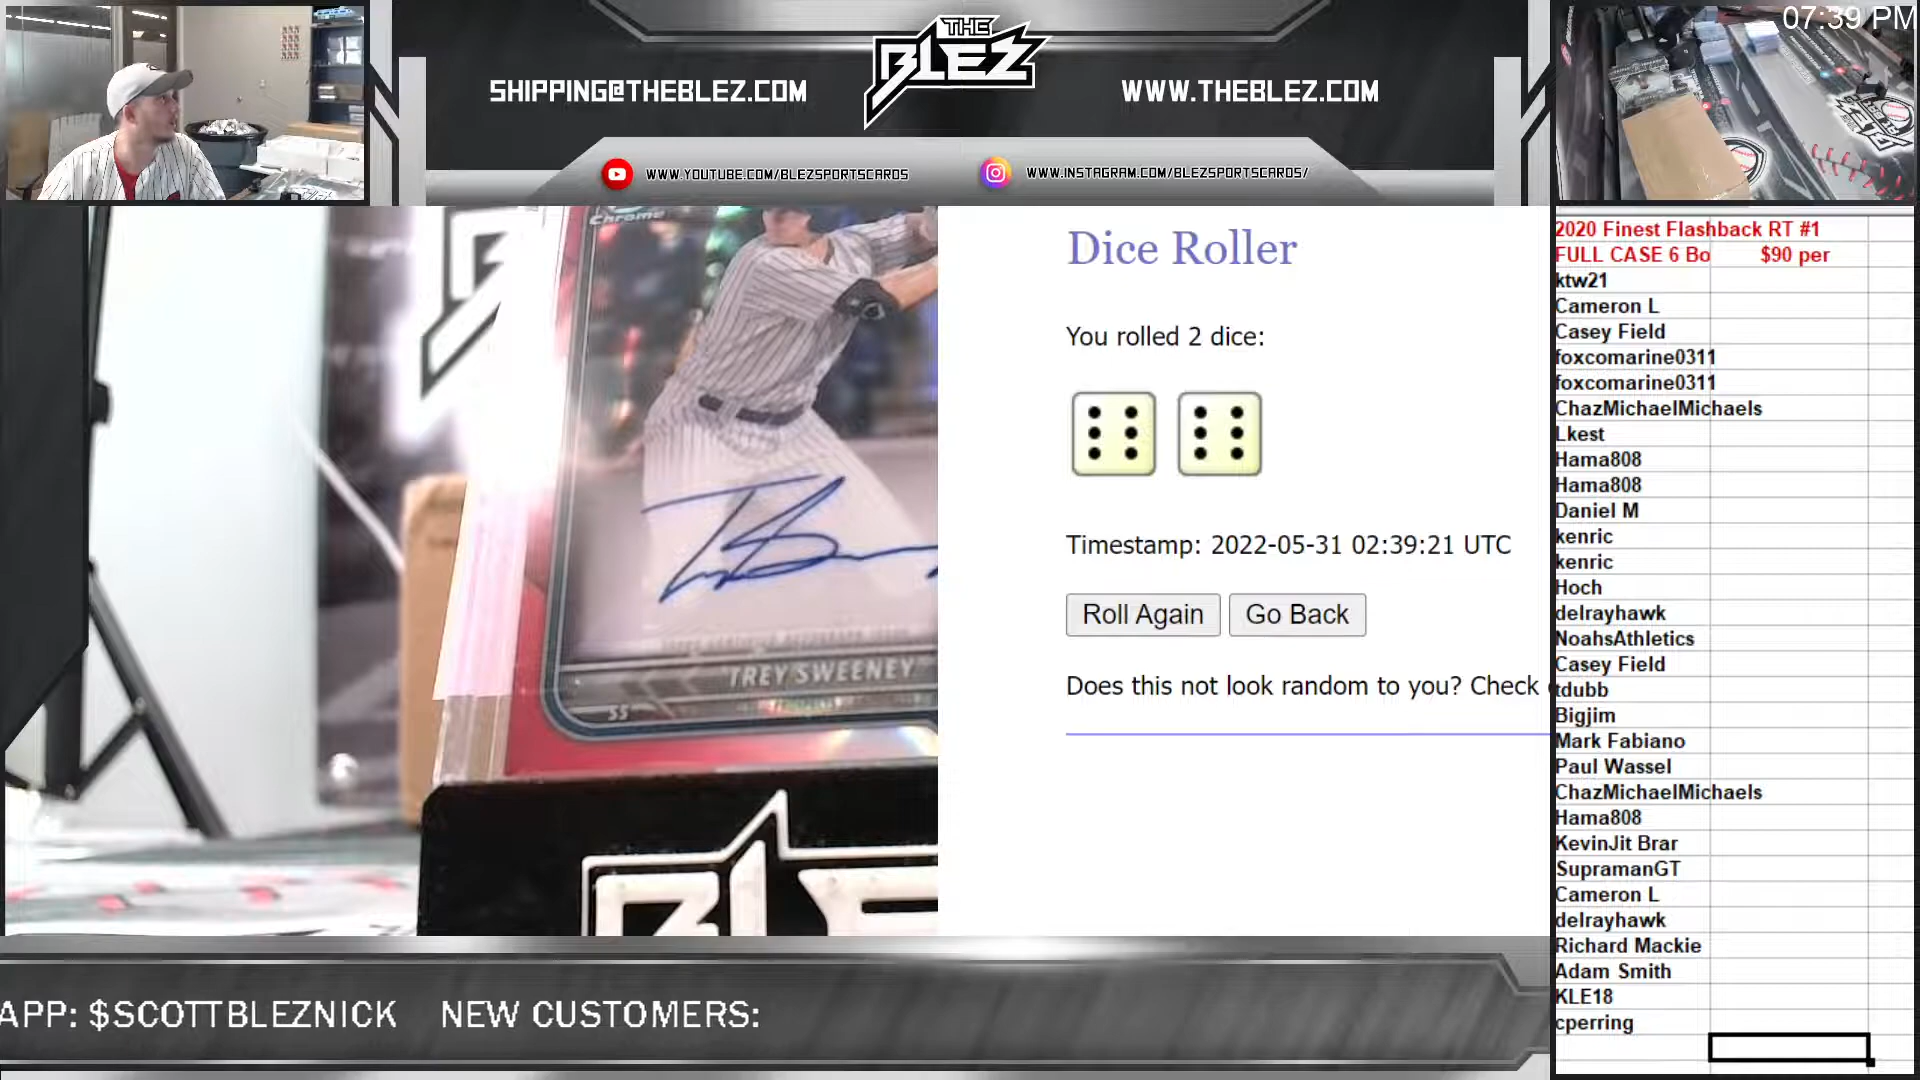 07:39 PM
THE
BLEZ
SHIPPING@THEBLEZ.COM
WWW.THEBLEZ.COM
WWW.YOUTUBE.COM/BLEZSPORTSCARDS
WWW.INSTAGRAM.COM/BLEZSPORTSCARDS/
Chrome
TREY SWEENEY
SS
Dice Roller
You rolled 2 dice:
Timestamp: 2022-05-31 02:39:21 UTC
Roll Again
Go Back
Does this not look random to you? Check
2020 Finest Flashback RT #1
FULL CASE 6 Bo $90 per
ktw21
Cameron L
Casey Field
foxcomarine0311
foxcomarine0311
ChazMichaelMichaels
Lkest
Hama808
Hama808
Daniel M
kenric
kenric
Hoch
delrayhawk
NoahsAthletics
Casey Field
tdubb
Bigjim
Mark Fabiano
Paul Wassel
ChazMichaelMichaels
Hama808
KevinJit Brar
SupramanGT
Cameron L
delrayhawk
Richard Mackie
Adam Smith
KLE18
cperring
APP: $SCOTTBLEZNICK NEW CUSTOMERS: